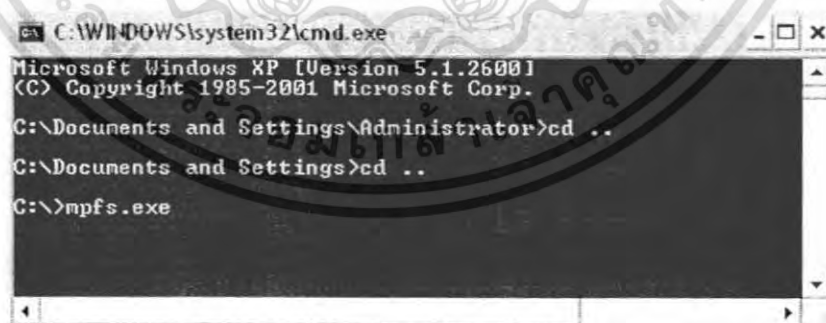 C:\WINDOWS\system32\cmd.exe
Microsoft Windows XP [Version 5.1.2600]
(C) Copyright 1985-2001 Microsoft Corp.
C:\Documents and Settings\Administrator>cd ..
C:\Documents and Settings>cd ..
C:\>mpfs.exe